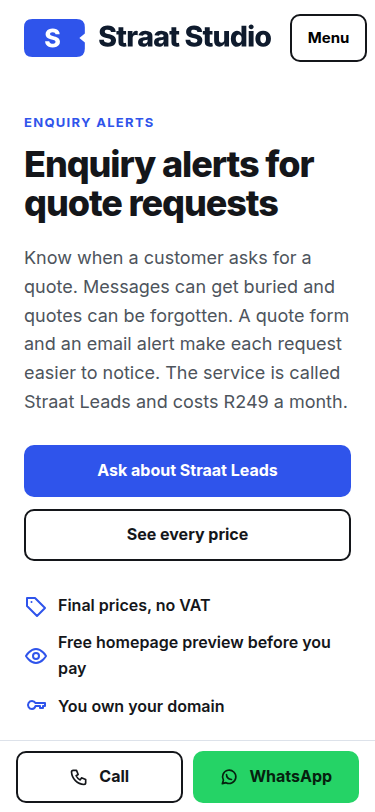 S Straat Studio Menu
ENQUIRY ALERTS
Enquiry alerts for
quote requests
Know when a customer asks for a
quote. Messages can get buried and
quotes can be forgotten. A quote form
and an email alert make each request
easier to notice. The service is called
Straat Leads and costs R249 a month.
Ask about Straat Leads
See every price
Final prices, no VAT
Free homepage preview before you
pay
You own your domain
Call WhatsApp